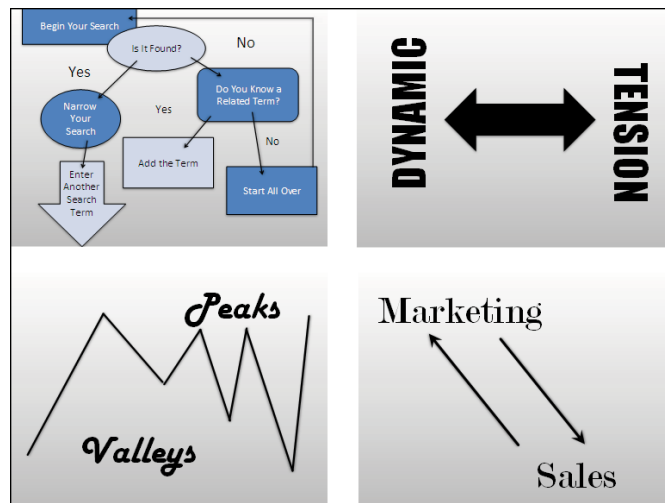 Begin Your Search
Is It Found?
No
Yes
Do You Know a
Related Term?
Narrow
Your
Search
Yes
No
Add the Term
Enter
Another
Search
Term
Start All Over
DYNAMIC
TENSION
Peaks
Valleys
Marketing
Sales